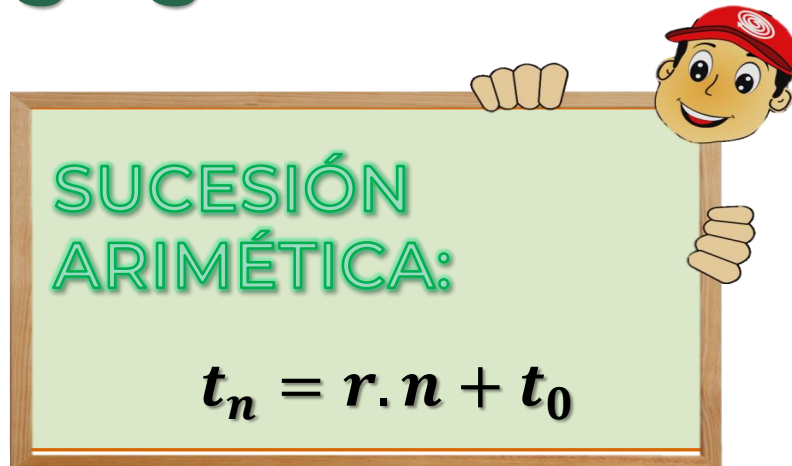 SUCESIÓN
ARIMÉTICA:
tₙ = r. n + t₀